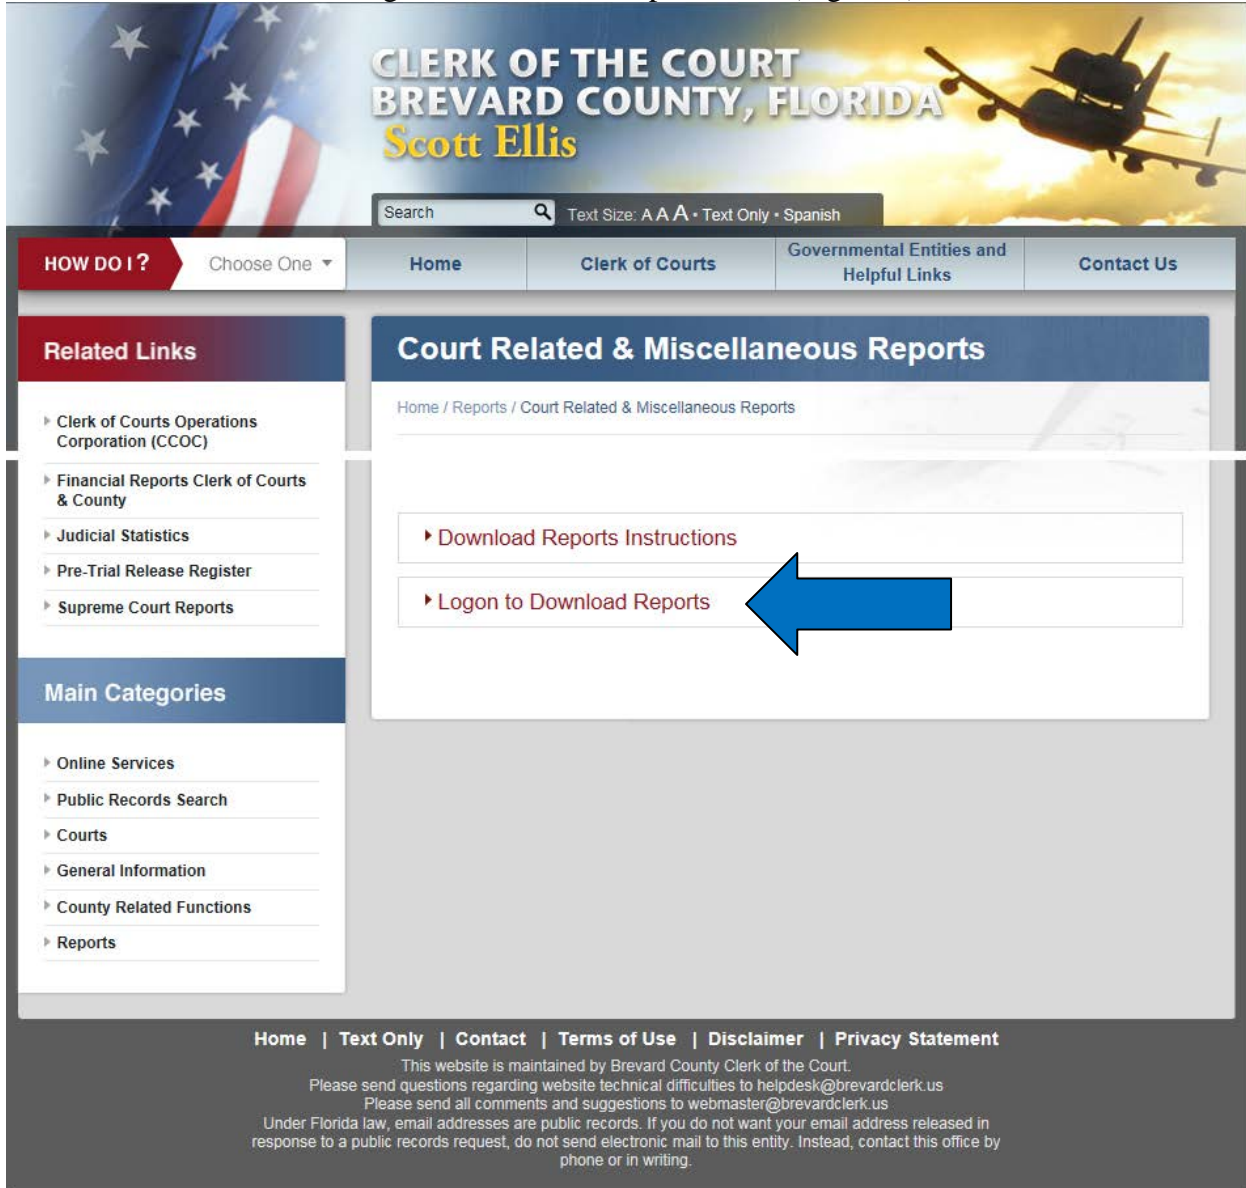 CLERK OF THE COURT
BREVARD COUNTY, FLORIDA
Scott Ellis
Search Text Size: A A A • Text Only • Spanish
HOW DO I ? Choose One Home Clerk of Courts Governmental Entities and
Helpful Links Contact Us
Related Links
Clerk of Courts Operations
Corporation (CCOC)
Financial Reports Clerk of Courts
& County
Judicial Statistics
Pre-Trial Release Register
Supreme Court Reports
Main Categories
Online Services
Public Records Search
Courts
General Information
County Related Functions
Reports
Court Related & Miscellaneous Reports
Home / Reports / Court Related & Miscellaneous Reports
Download Reports Instructions
Logon to Download Reports
Home | Text Only | Contact | Terms of Use | Disclaimer | Privacy Statement
This website is maintained by Brevard County Clerk of the Court.
Please send questions regarding website technical difficulties to helpdesk@brevardclerk.us
Please send all comments and suggestions to webmaster@brevardclerk.us
Under Florida law, email addresses are public records. If you do not want your email address released in
response to a public records request, do not send electronic mail to this entity. Instead, contact this office by
phone or in writing.